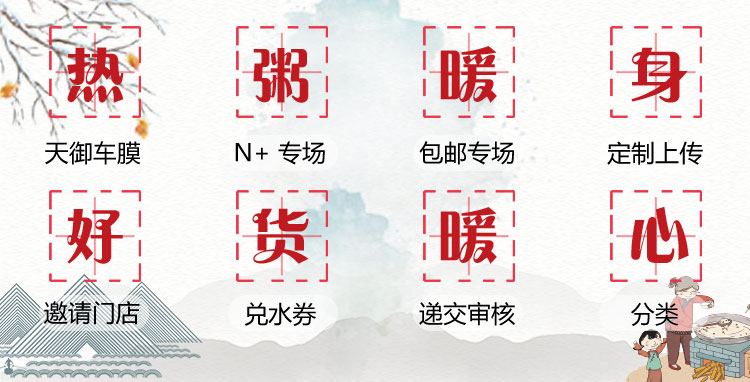 热 粥 暖 身
天御车膜 N+ 专场 包邮专场 定制上传
好 货 暖 心
邀请门店 兑水券 递交审核 分类